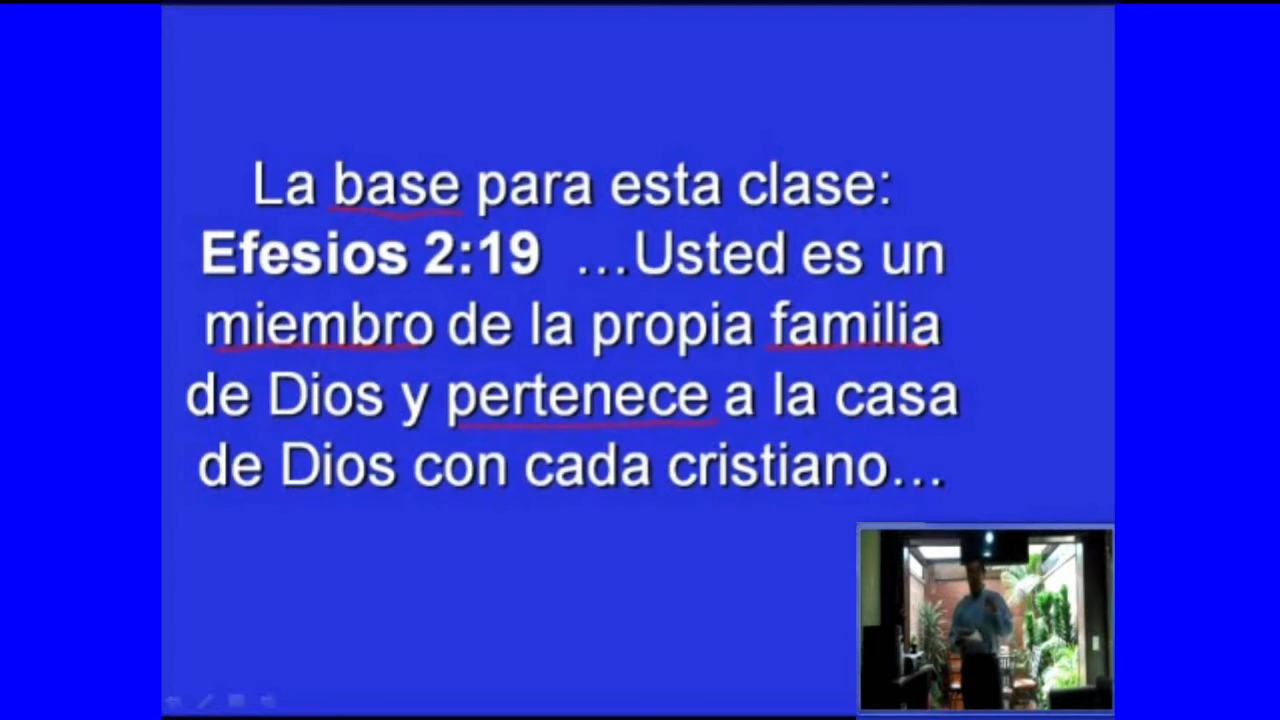 La base para esta clase:
Efesios 2:19 …Usted es un
miembro de la propia familia
de Dios y pertenece a la casa
de Dios con cada cristiano…